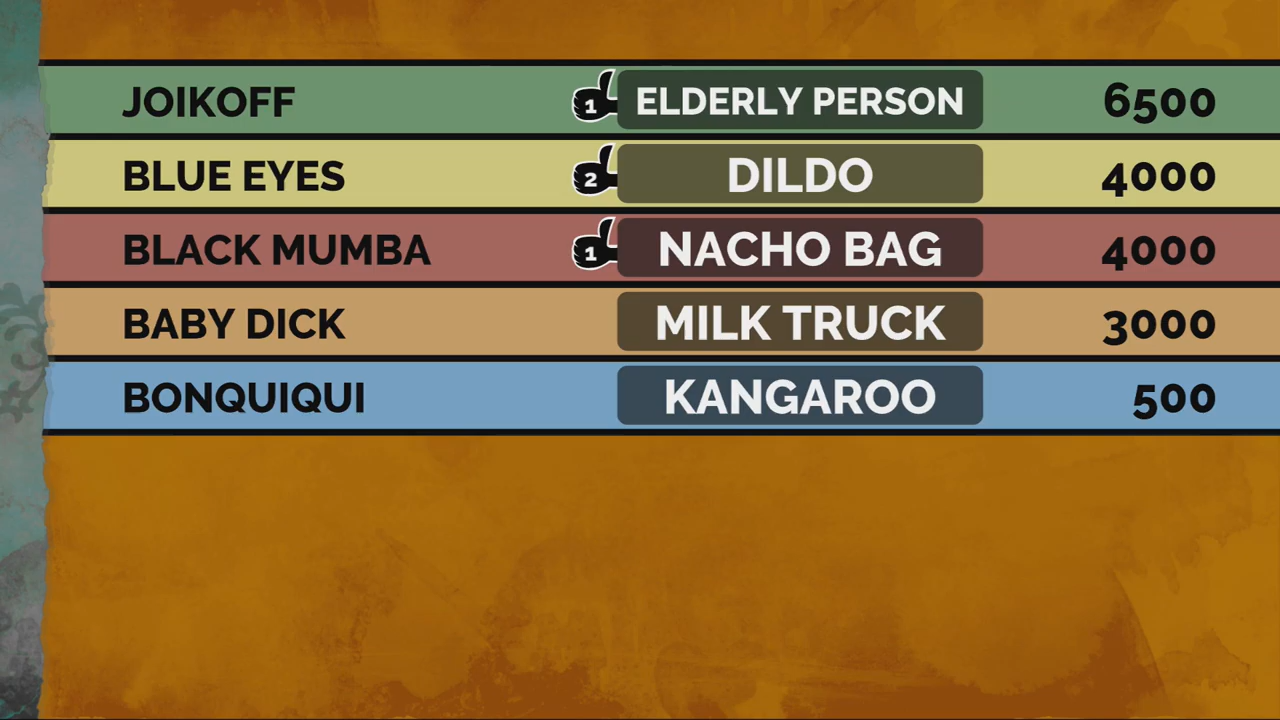 JOIKOFF 1 ELDERLY PERSON 6500
BLUE EYES 2 DILDO 4000
BLACK MUMBA 1 NACHO BAG 4000
BABY DICK MILK TRUCK 3000
BONQUIQUI KANGAROO 500